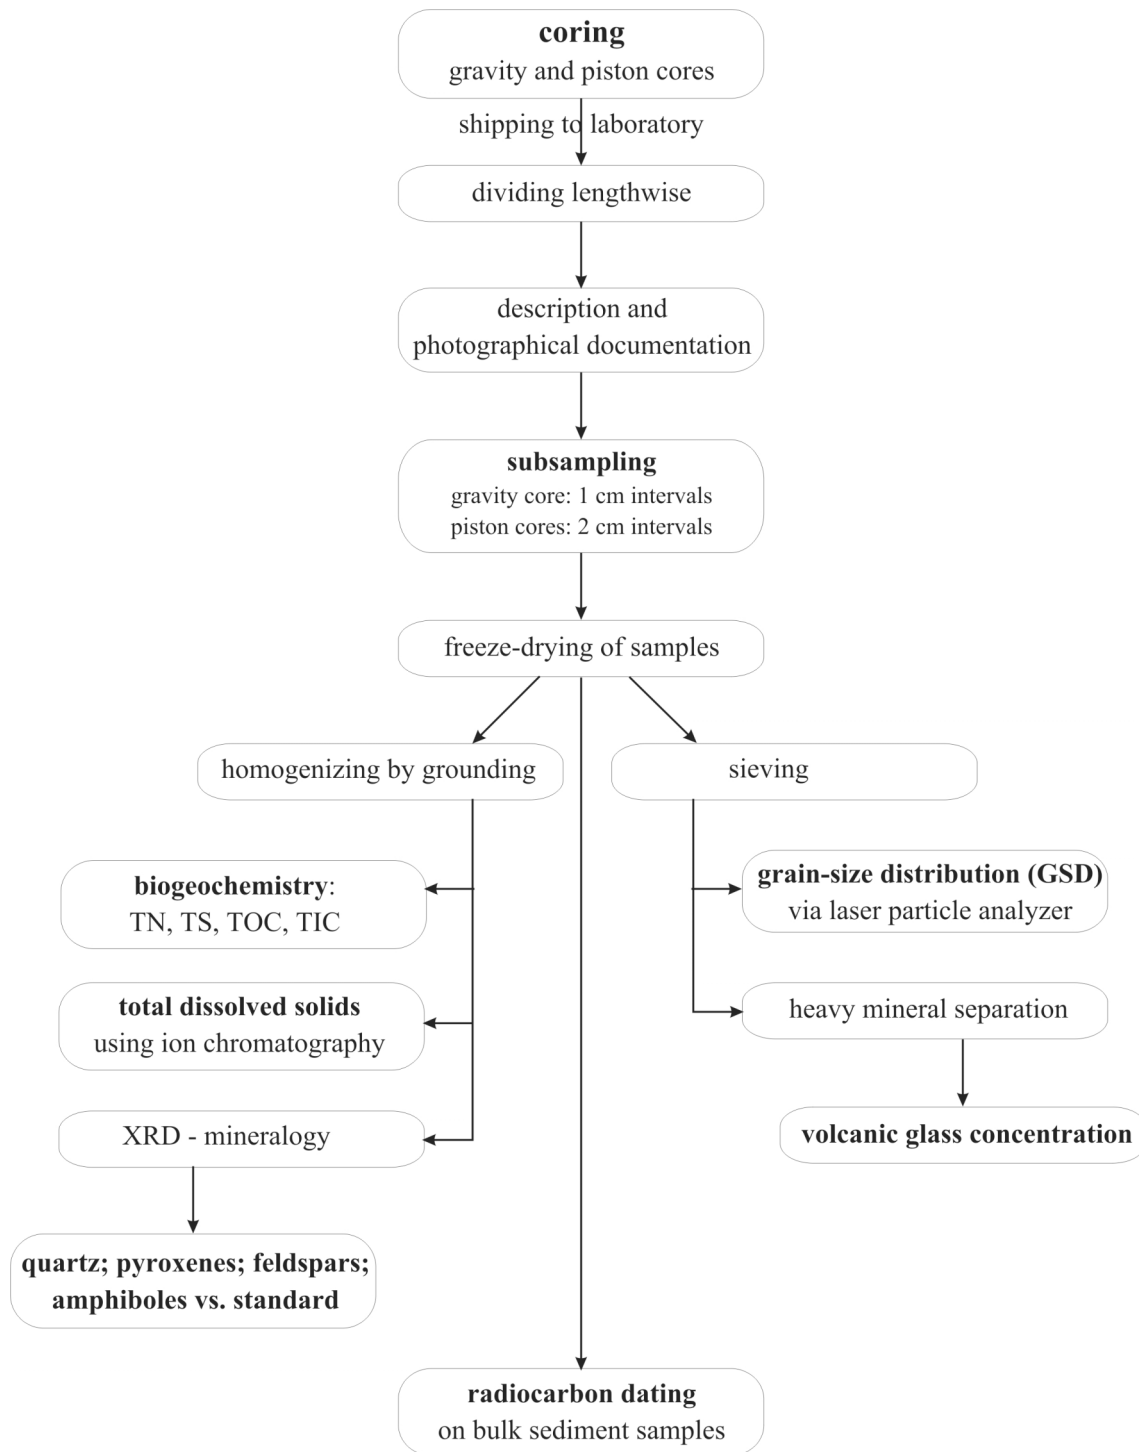 coring
gravity and piston cores
shipping to laboratory
dividing lengthwise
description and
photographical documentation
subsampling
gravity core: 1 cm intervals
piston cores: 2 cm intervals
freeze-drying of samples
homogenizing by grounding
sieving
biogeochemistry:
TN, TS, TOC, TIC
grain-size distribution (GSD)
via laser particle analyzer
total dissolved solids
using ion chromatography
heavy mineral separation
XRD - mineralogy
volcanic glass concentration
quartz; pyroxenes; feldspars;
amphiboles vs. standard
radiocarbon dating
on bulk sediment samples